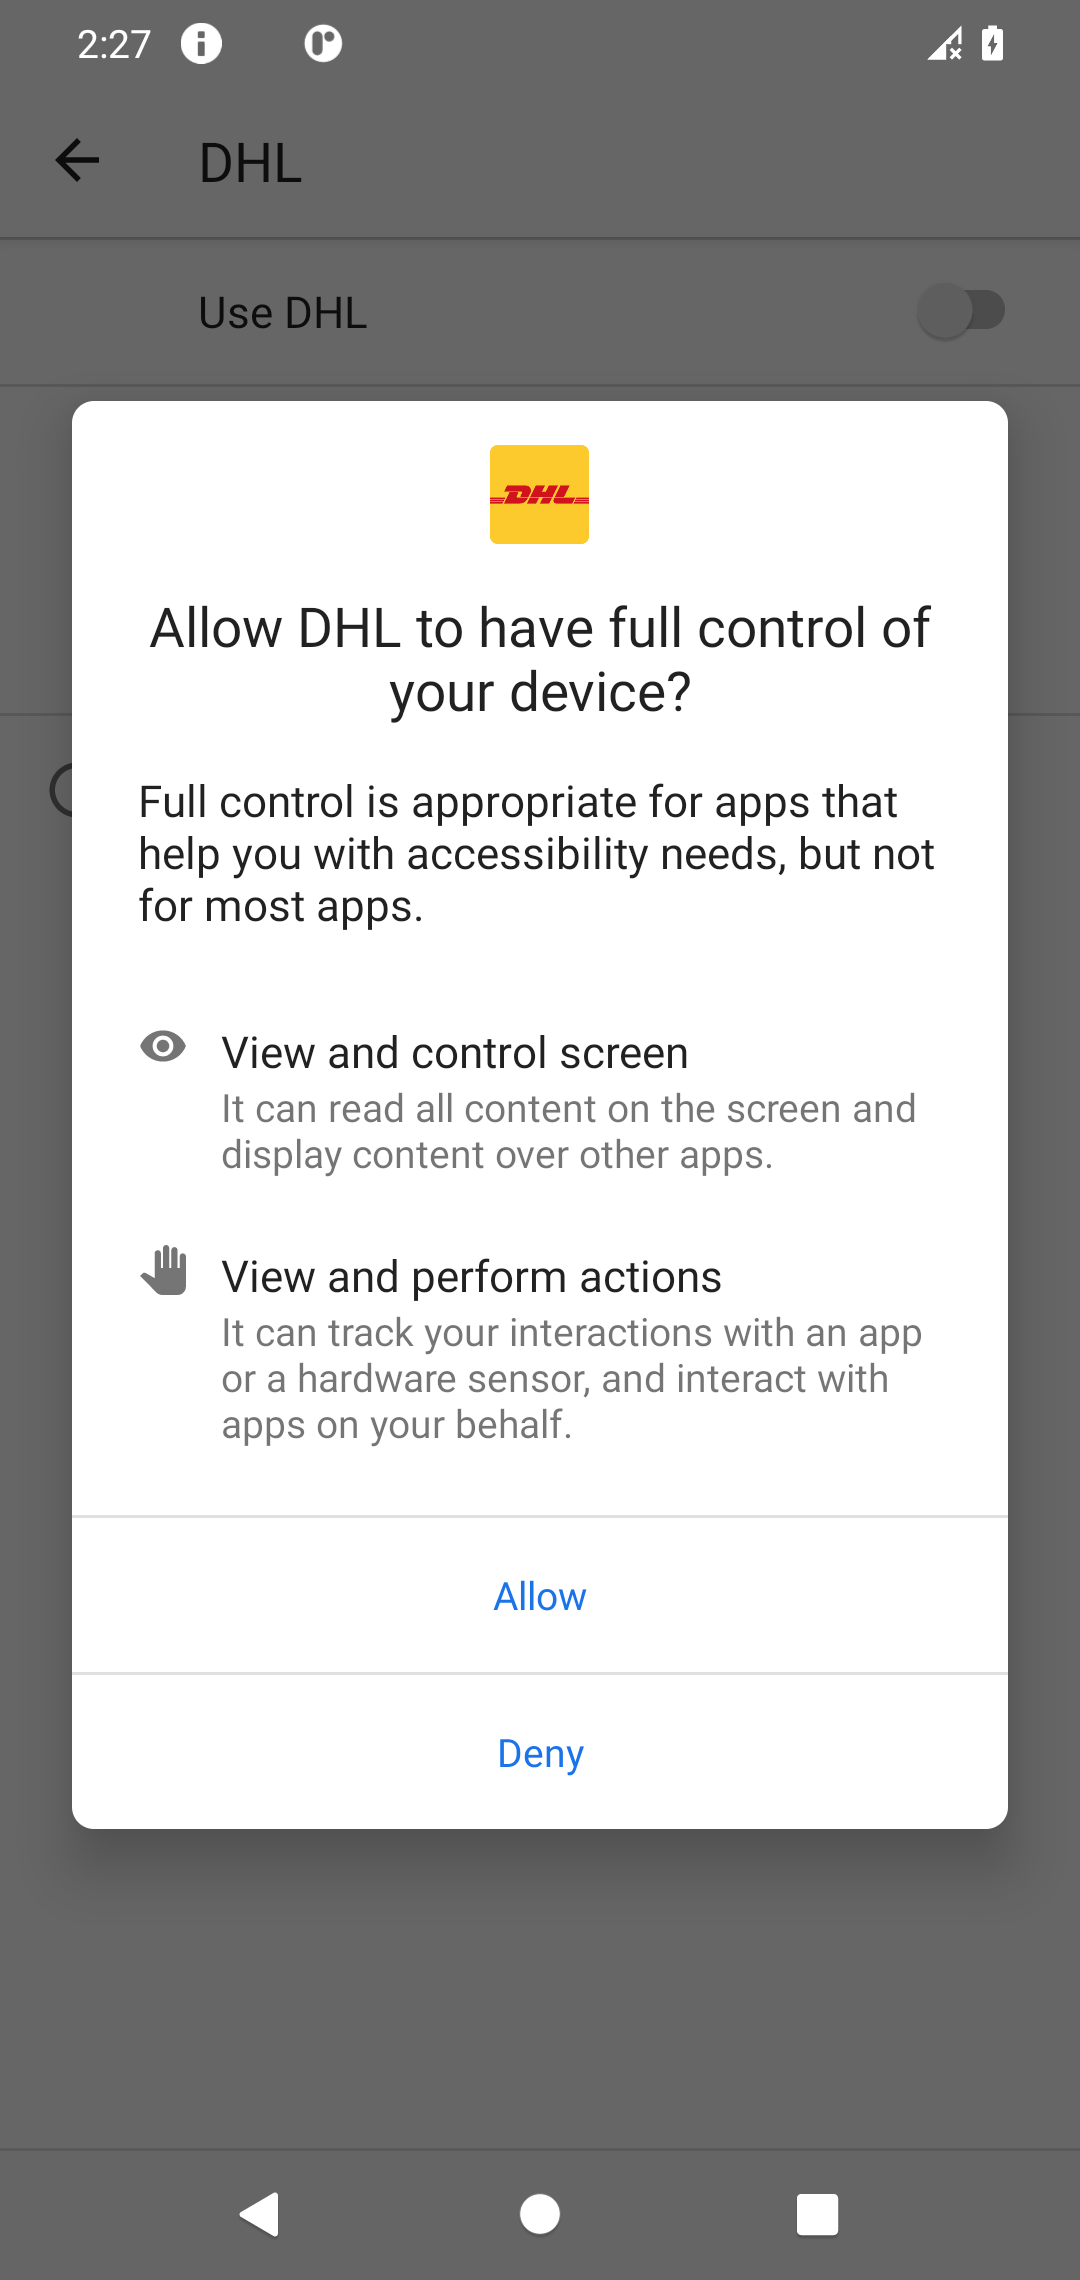 2:27
DHL
Use DHL
DHL
Allow DHL to have full control of
your device?
Full control is appropriate for apps that
help you with accessibility needs, but not
for most apps.
View and control screen
It can read all content on the screen and
display content over other apps.
View and perform actions
It can track your interactions with an app
or a hardware sensor, and interact with
apps on your behalf.
Allow
Deny